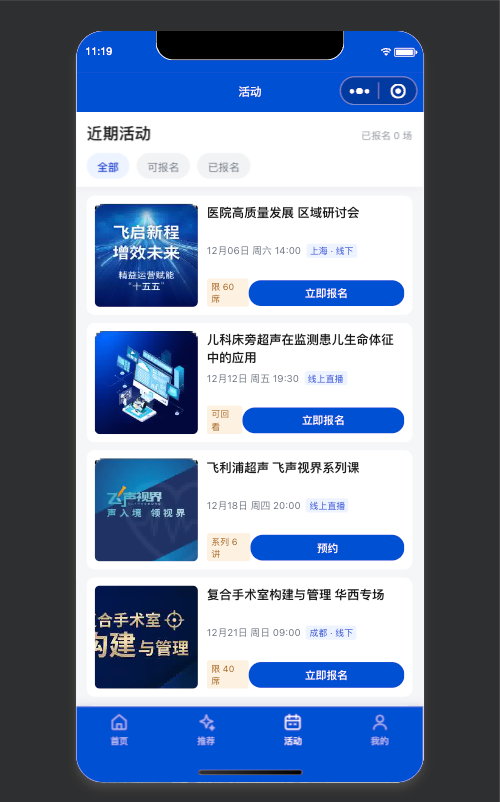 11:19
活动
近期活动
已报名 0 场
全部
可报名
已报名
飞启新程
增效未来
精益运营赋能
"十五五"
医院高质量发展 区域研讨会
12月06日 周六 14:00
上海 · 线下
限 60
席
立即报名
儿科床旁超声在监测患儿生命体征
中的应用
12月12日 周五 19:30
线上直播
可回
看
立即报名
飞声视界
声入境 领视界
飞利浦超声 飞声视界系列课
12月18日 周四 20:00
线上直播
系列 6
讲
预约
复合手术室
构建与管理
复合手术室构建与管理 华西专场
12月21日 周日 09:00
成都 · 线下
限 40
席
立即报名
首页
推荐
活动
我的